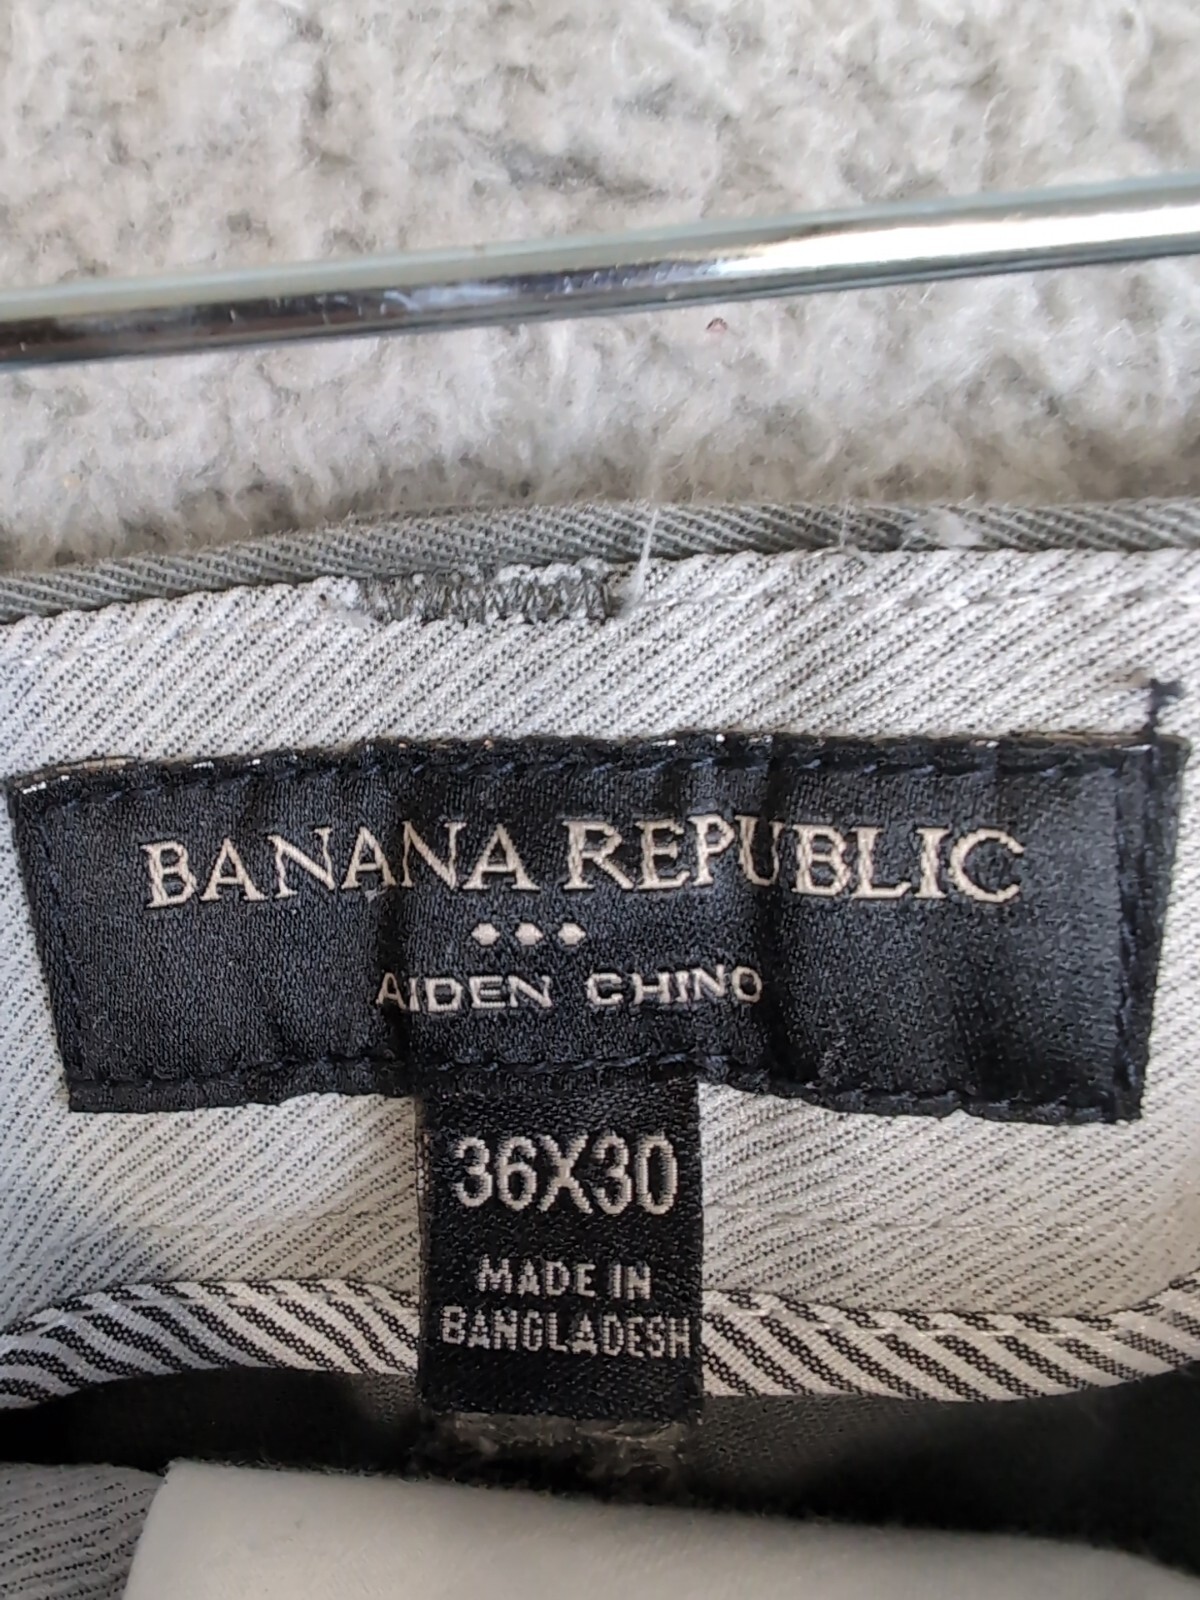 BANANA REPUBLIC
AIDEN CHINO
36X30
MADE IN
BANGLADESH